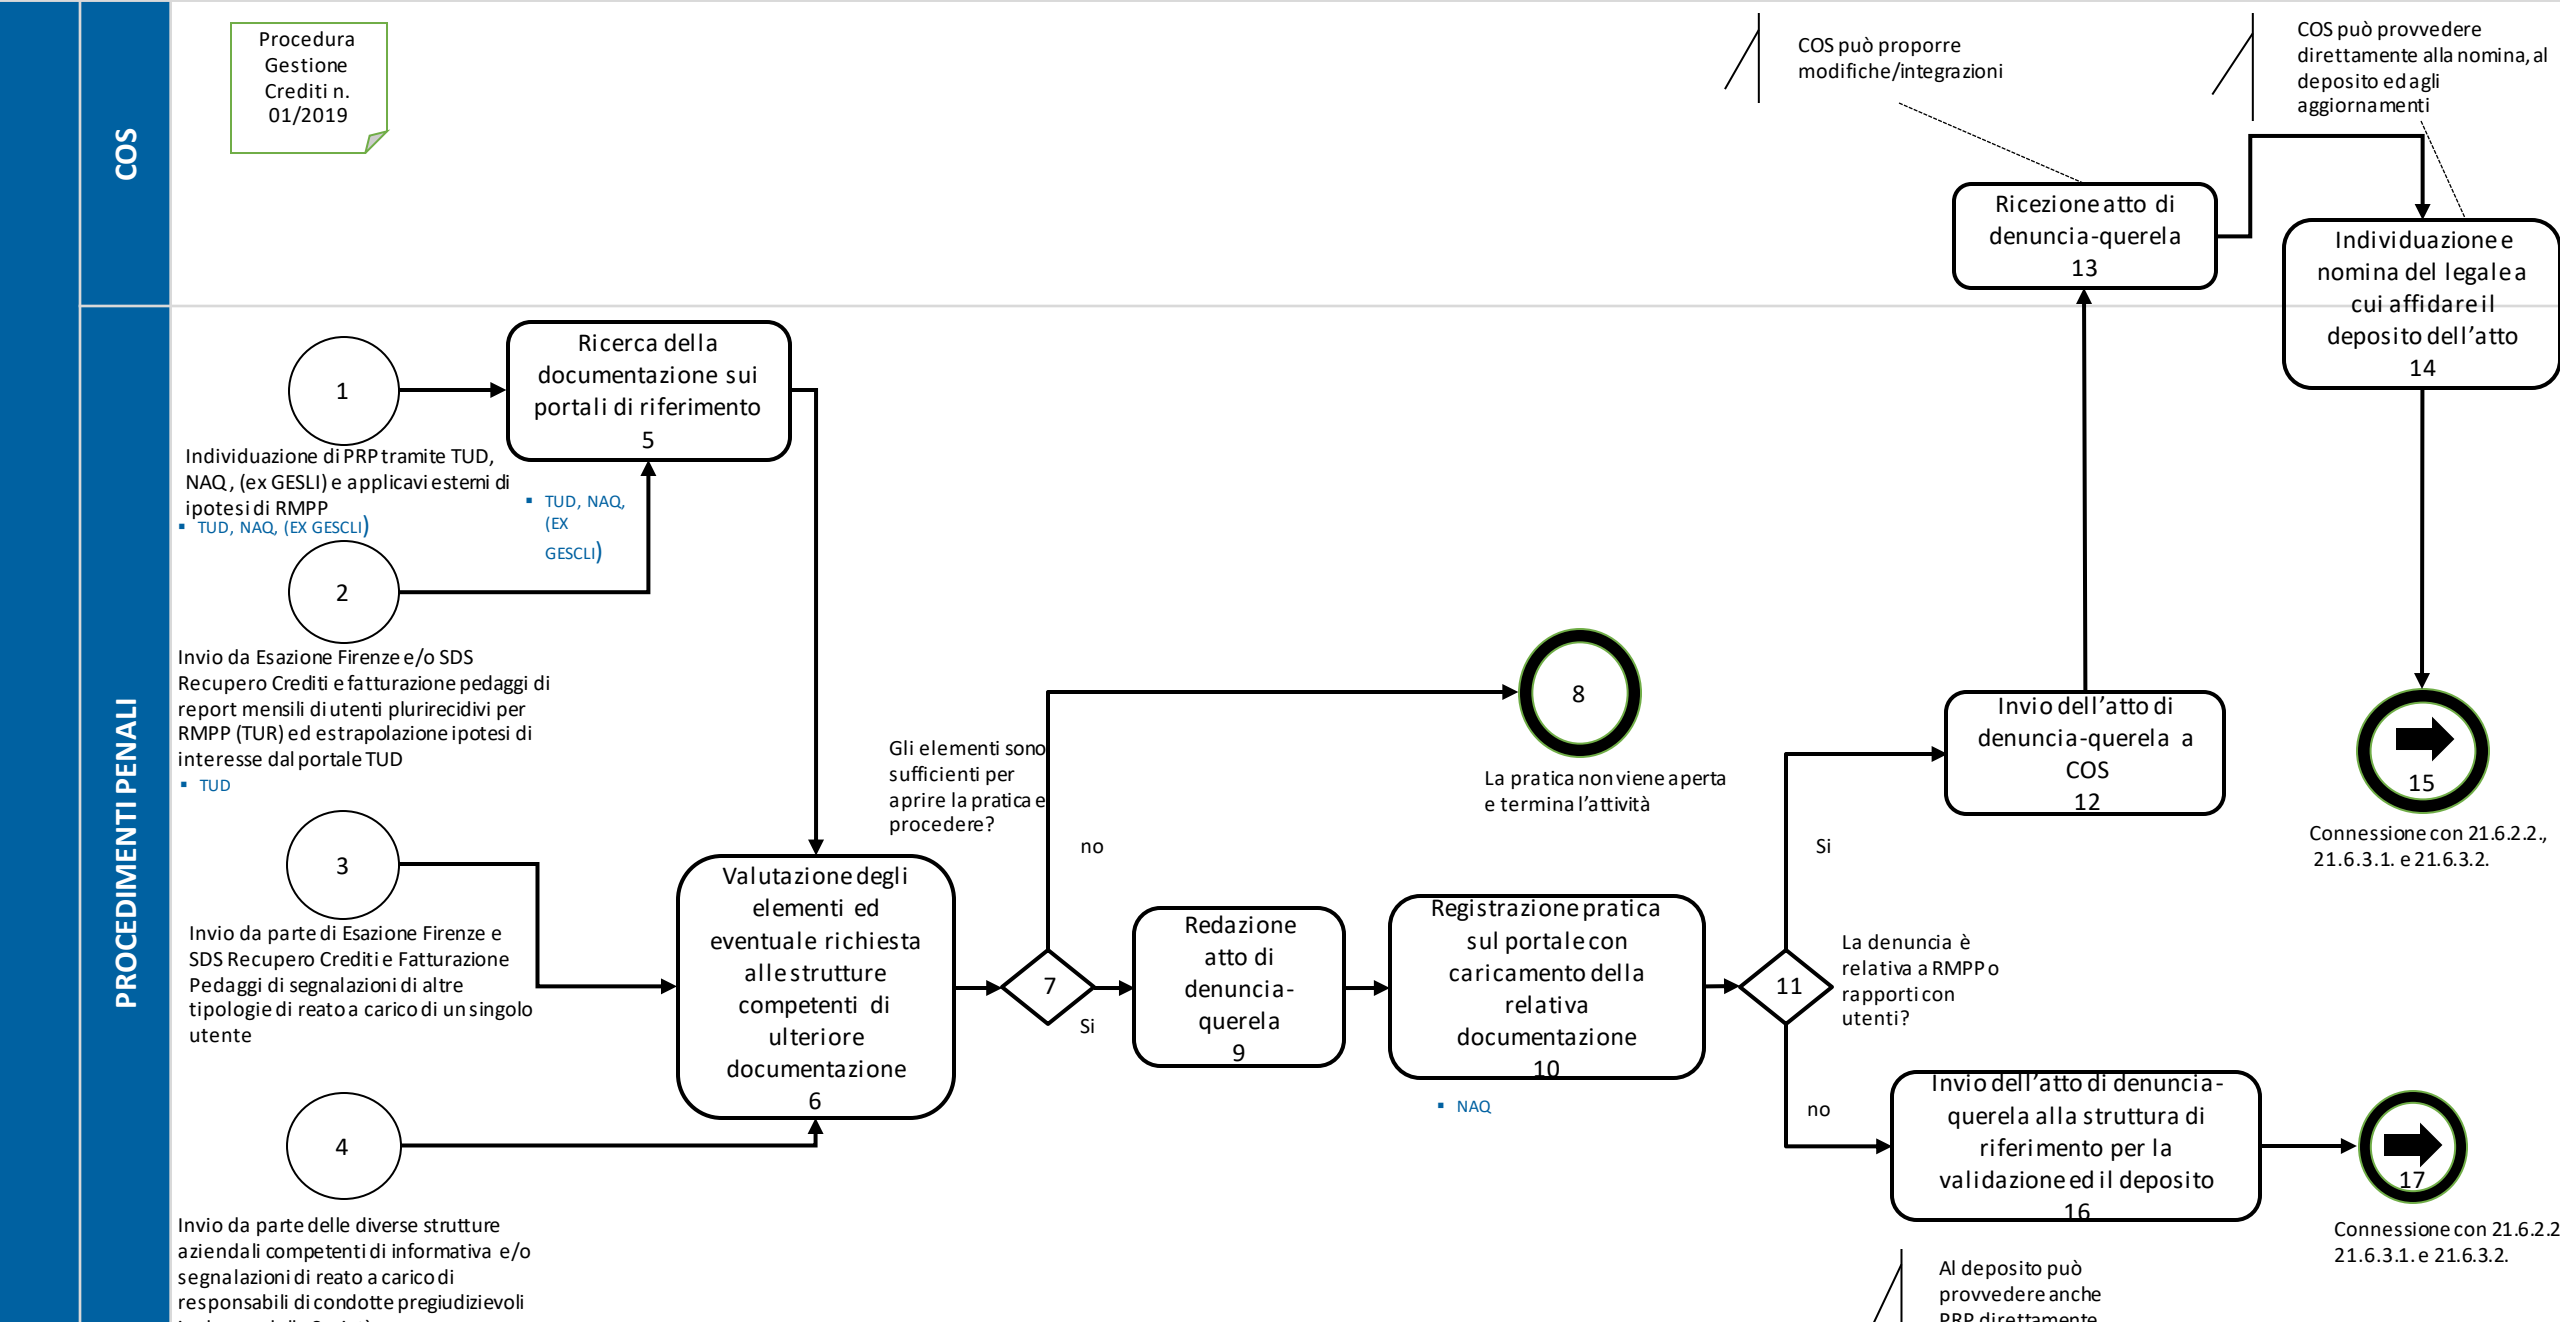 Procedura
Gestione
Crediti n.
01/2019
COS può proporre
modifiche/integrazioni
COS può provvedere
direttamente alla nomina, al
deposito ed agli
aggiornamenti
COS
Ricezione atto di
denuncia-querela
13
Individuazione e
nomina del legale a
cui affidare il
deposito dell'atto
14
PROCEDIMENTI PENALI
1
Individuazione di PRP tramite TUD,
NAQ, (ex GESLI) e applicavi esterni di
ipotesi di RMPP
▪ TUD, NAQ, (EX GESCLI)
Ricerca della
documentazione sui
portali di riferimento
5
▪ TUD, NAQ,
(EX
GESCLI)
2
Invio da Esazione Firenze e/o SDS
Recupero Crediti e fatturazione pedaggi di
report mensili di utenti plurirecidivi per
RMPP (TUR) ed estrapolazione ipotesi di
interesse dal portale TUD
▪ TUD
3
Invio da parte di Esazione Firenze e
SDS Recupero Crediti e Fatturazione
Pedaggi di segnalazioni di altre
tipologie di reato a carico di un singolo
utente
4
Invio da parte delle diverse strutture
aziendali competenti di informativa e/o
segnalazioni di reato a carico di
responsabili di condotte pregiudizievoli
Valutazione degli
elementi ed
eventuale richiesta
alle strutture
competenti di
ulteriore
documentazione
6
Gli elementi sono
sufficienti per
aprire la pratica e
procedere?
no
7
Si
8
La pratica non viene aperta
e termina l'attività
Redazione
atto di
denuncia-
querela
9
Registrazione pratica
sul portale con
caricamento della
relativa
documentazione
10
▪ NAQ
11
La denuncia è
relativa a RMPP o
rapporti con
utenti?
Si
no
Invio dell'atto di
denuncia-querela a
COS
12
15
Connessione con 21.6.2.2.,
21.6.3.1. e 21.6.3.2.
Invio dell'atto di denuncia-
querela alla struttura di
riferimento per la
validazione ed il deposito
16
17
Connessione con 21.6.2.2
21.6.3.1. e 21.6.3.2.
Al deposito può
provvedere anche
PRP direttamente